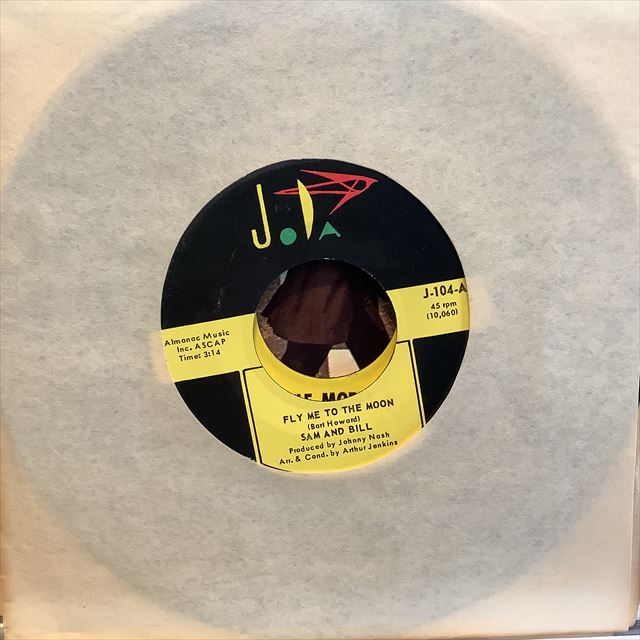 JoDA
J-104-A
45 rpm
(10,060)
Almanac Music
Inc. ASCAP
Time: 3:14
FLY ME TO THE MOON
(Bart Howard)
SAM AND BILL
Produced by Johnny Nash
Arr. & Cond. by Arthur Jenkins